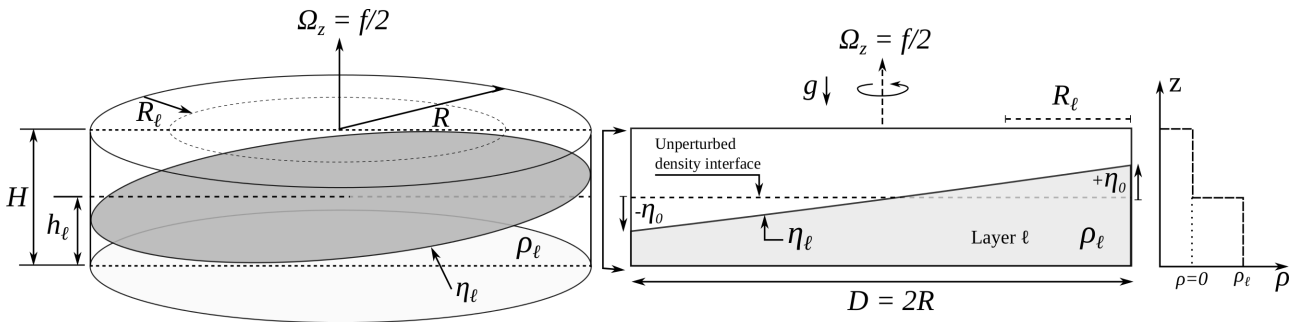 Ω_z = f/2
R_ℓ
R
H
h_ℓ
ρ_ℓ
η_ℓ
Ω_z = f/2
g
R_ℓ
Unperturbed
density interface
-η_0
+η_0
η_ℓ
Layer ℓ
ρ_ℓ
D = 2R
z
ρ=0
ρ_ℓ
ρ